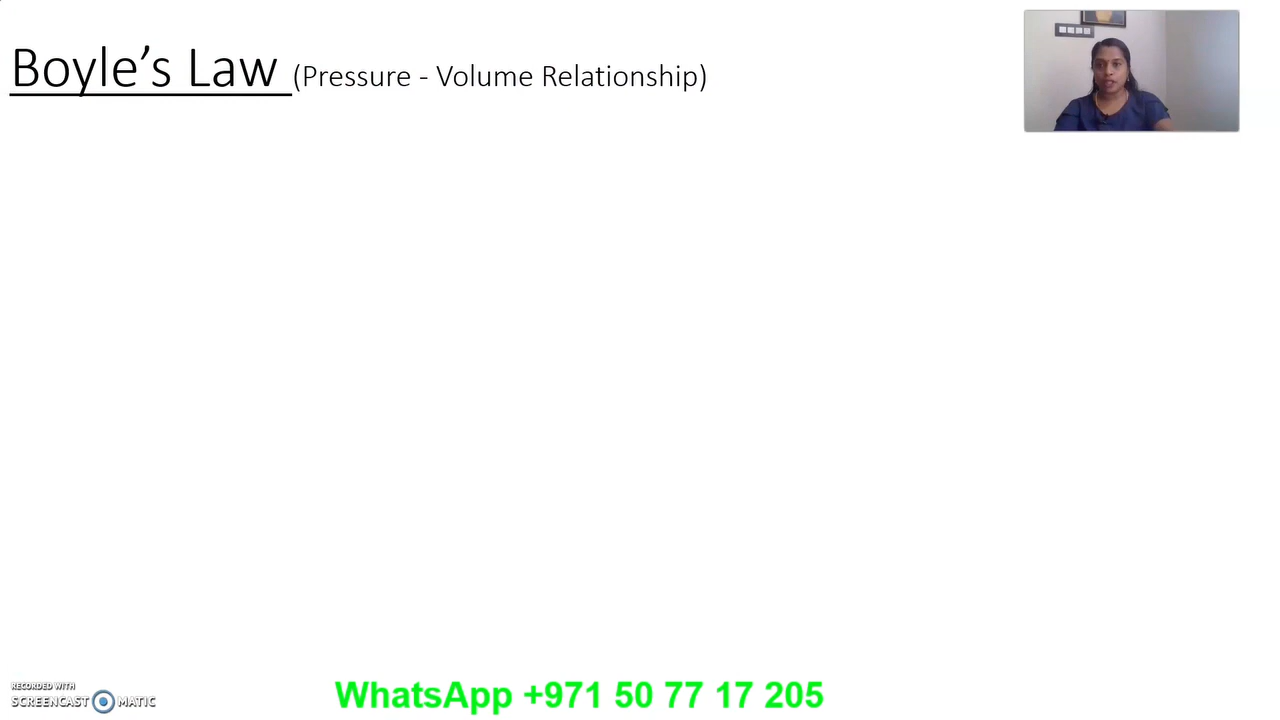 Boyle’s Law (Pressure - Volume Relationship)
RECORDED WITH
SCREENCAST MATIC
WhatsApp +971 50 77 17 205